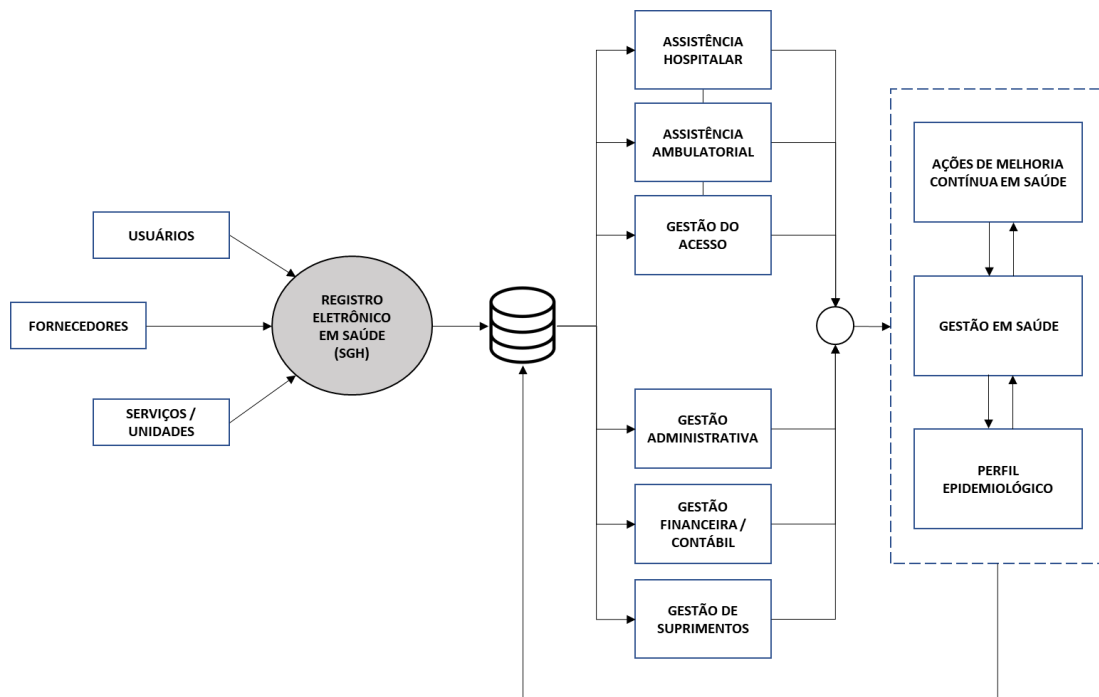 USUÁRIOS
FORNECEDORES
SERVIÇOS /
UNIDADES
REGISTRO
ELETRÔNICO
EM SAÚDE
(SGH)
ASSISTÊNCIA
HOSPITALAR
ASSISTÊNCIA
AMBULATORIAL
GESTÃO DO
ACESSO
GESTÃO
ADMINISTRATIVA
GESTÃO
FINANCEIRA /
CONTÁBIL
GESTÃO DE
SUPRIMENTOS
AÇÕES DE MELHORIA
CONTÍNUA EM SAÚDE
GESTÃO EM SAÚDE
PERFIL
EPIDEMIOLÓGICO